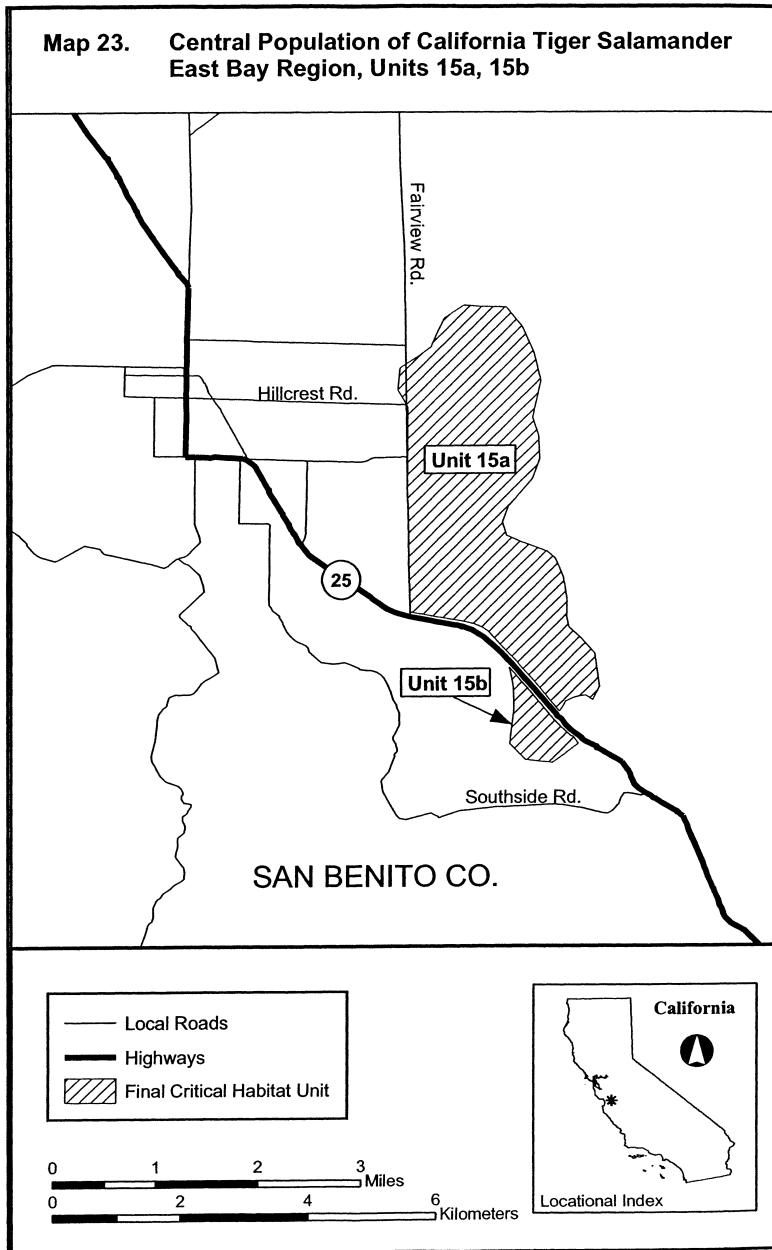 Map 23. Central Population of California Tiger Salamander
East Bay Region, Units 15a, 15b
Fairview Rd.
Hillcrest Rd.
Unit 15a
25
Unit 15b
Southside Rd.
SAN BENITO CO.
Local Roads
Highways
Final Critical Habitat Unit
0 1 2 3
Miles
0 2 4 6
Kilometers
California
Locational Index